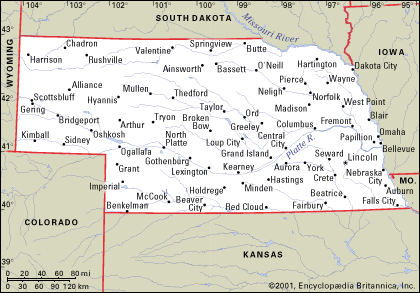 -104° -103° -102° -101° -100° -99° -98° -97° -96° 95°-
SOUTH DAKOTA
Missouri River
WYOMING
IOWA
43°
Chadron
Valentine
Springview
Butte
Harrison
Rushville
Ainsworth
Bassett
O'Neill
Hartington
Dakota City
Pierce
Wayne
Alliance
Mullen
Thedford
Neligh
Norfolk
42°
Scottsbluff
Hyannis
Taylor
Madison
West Point
Gering
Bridgeport
Arthur
Tryon
Broken Bow
Ord
Greeley
Columbus
Fremont
Blair
Oshkosh
Loup City
Central City
Platte R.
Papillion
Omaha
Kimball
Sidney
Ogallala
North Platte
Bellevue
41°
Gothenburg
Grand Island
Seward
Lincoln
Grant
Lexington
Kearney
Aurora
York
Crete
Nebraska City
Imperial
Holdrege
Minden
Hastings
Auburn
MO.
McCook
Beaver City
Beatrice
Benkelman
Red Cloud
Fairbury
Falls City
40°
40°
COLORADO
KANSAS
39°
39°
0 20 40 60 80 mi
0 30 60 90 120 km
©2001, Encyclopædia Britannica, Inc.